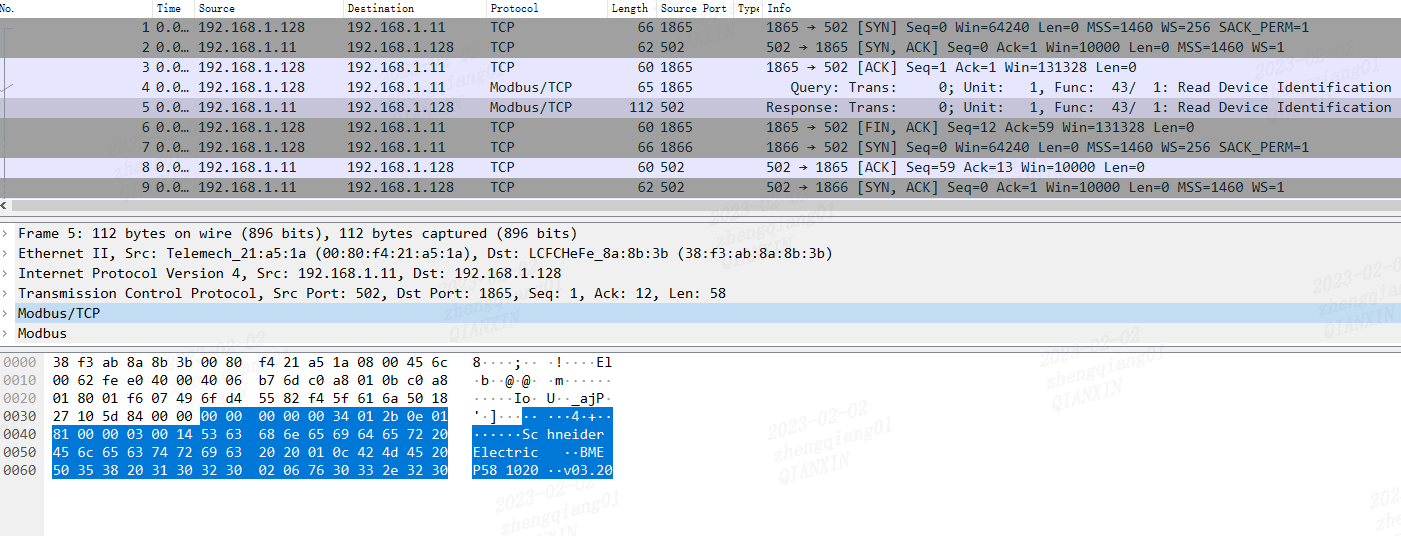 No. Time Source Destination Protocol Length Source Port Type Info
1 0.0… 192.168.1.128 192.168.1.11 TCP 66 1865 1865 → 502 [SYN] Seq=0 Win=64240 Len=0 MSS=1460 WS=256 SACK_PERM=1
2 0.0… 192.168.1.11 192.168.1.128 TCP 62 502 502 → 1865 [SYN, ACK] Seq=0 Ack=1 Win=10000 Len=0 MSS=1460 WS=1
3 0.0… 192.168.1.128 192.168.1.11 TCP 60 1865 1865 → 502 [ACK] Seq=1 Ack=1 Win=131328 Len=0
4 0.0… 192.168.1.128 192.168.1.11 Modbus/TCP 65 1865 Query: Trans: 0; Unit: 1, Func: 43/ 1: Read Device Identification
5 0.0… 192.168.1.11 192.168.1.128 Modbus/TCP 112 502 Response: Trans: 0; Unit: 1, Func: 43/ 1: Read Device Identification
6 0.0… 192.168.1.128 192.168.1.11 TCP 60 1865 1865 → 502 [FIN, ACK] Seq=12 Ack=59 Win=131328 Len=0
7 0.0… 192.168.1.128 192.168.1.11 TCP 66 1866 1866 → 502 [SYN] Seq=0 Win=64240 Len=0 MSS=1460 WS=256 SACK_PERM=1
8 0.0… 192.168.1.11 192.168.1.128 TCP 60 502 502 → 1865 [ACK] Seq=59 Ack=13 Win=10000 Len=0
9 0.0… 192.168.1.11 192.168.1.128 TCP 62 502 502 → 1866 [SYN, ACK] Seq=0 Ack=1 Win=10000 Len=0 MSS=1460 WS=1
Frame 5: 112 bytes on wire (896 bits), 112 bytes captured (896 bits)
Ethernet II, Src: Telemech_21:a5:1a (00:80:f4:21:a5:1a), Dst: LCFCHeFe_8a:8b:3b (38:f3:ab:8a:8b:3b)
Internet Protocol Version 4, Src: 192.168.1.11, Dst: 192.168.1.128
Transmission Control Protocol, Src Port: 502, Dst Port: 1865, Seq: 1, Ack: 12, Len: 58
Modbus/TCP
Modbus
0000 38 f3 ab 8a 8b 3b 00 80 f4 21 a5 1a 08 00 45 6c 8····;·· ·!····El
0010 00 62 fe e0 40 00 40 06 b7 6d c0 a8 01 0b c0 a8 ·b··@·@· ·m······
0020 01 80 01 f6 07 49 6f d4 55 82 f4 5f 61 6a 50 18 ·····Io· U··_ajP·
0030 27 10 5d 84 00 00 00 00 00 00 00 34 01 2b 0e 01 '·]····· ···4·+··
0040 81 00 00 03 00 14 53 63 68 6e 65 69 64 65 72 20 ······Sc hneider
0050 45 6c 65 63 74 72 69 63 20 20 01 0c 42 4d 45 20 Electric ··BME
0060 50 35 38 20 31 30 32 30 02 06 76 30 33 2e 32 30 P58 1020 ··v03.20
2023-02-02
zhengqiang01
QIANXIN